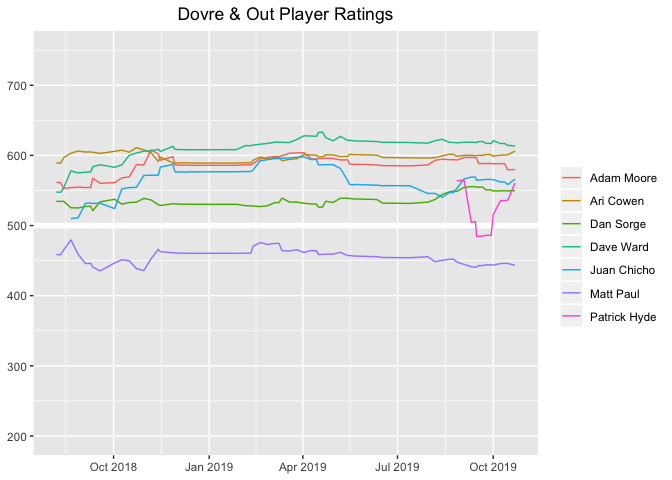 Dovre & Out Player Ratings
700
600
500
400
300
200
Oct 2018
Jan 2019
Apr 2019
Jul 2019
Oct 2019
Adam Moore
Ari Cowen
Dan Sorge
Dave Ward
Juan Chicho
Matt Paul
Patrick Hyde